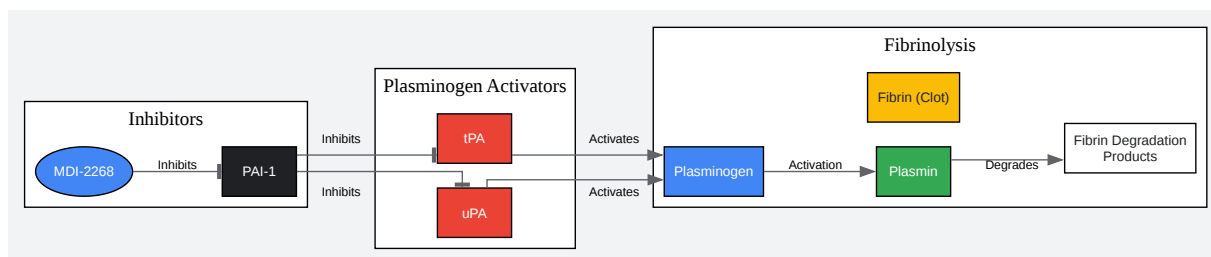 Fibrinolysis
Plasminogen Activators
Inhibitors
Fibrin (Clot)
MDI-2268
Inhibits
PAI-1
Inhibits
Inhibits
tPA
uPA
Activates
Activates
Plasminogen
Activation
Plasmin
Degrades
Fibrin Degradation
Products